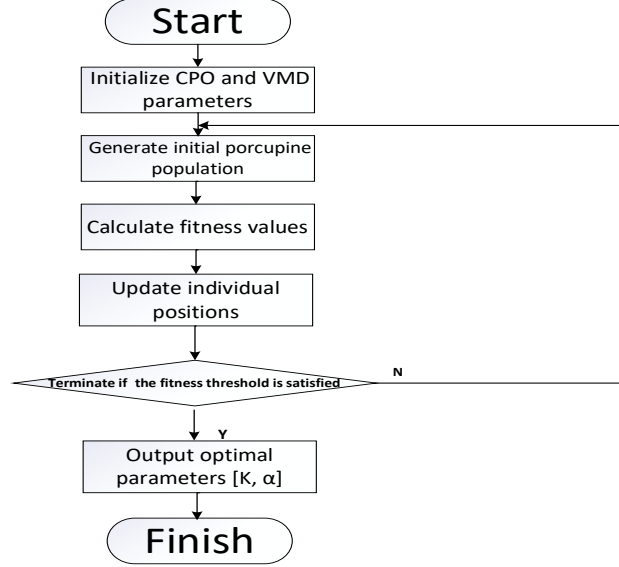 Start
Initialize CPO and VMD
parameters
Generate initial porcupine
population
Calculate fitness values
Update individual
positions
Terminate if the fitness threshold is satisfied
N
Y
Output optimal
parameters [K, α]
Finish